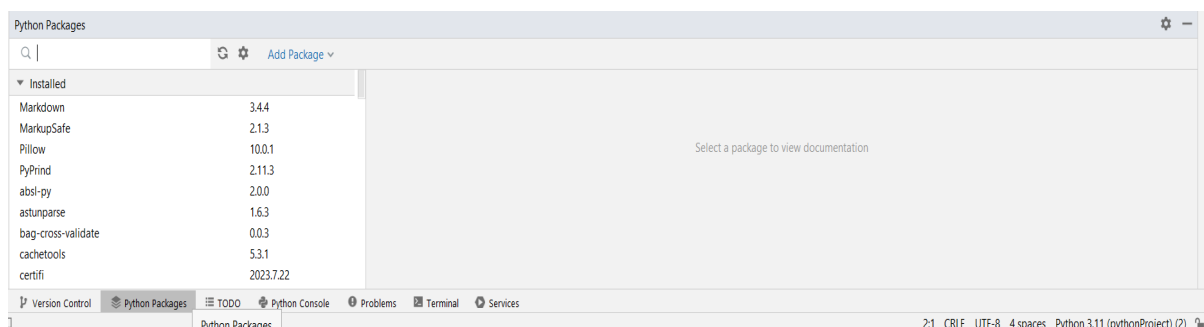 Python Packages
Add Package
Installed
Markdown 3.4.4
MarkupSafe 2.1.3
Pillow 10.0.1
PyPrind 2.11.3
absl-py 2.0.0
astunparse 1.6.3
bag-cross-validate 0.0.3
cachetools 5.3.1
certifi 2023.7.22
Select a package to view documentation
Version Control Python Packages TODO Python Console Problems Terminal Services
Python Packages
2:1 CRLF UTF-8 4 spaces Python 3.11 (pythonProject) (2)